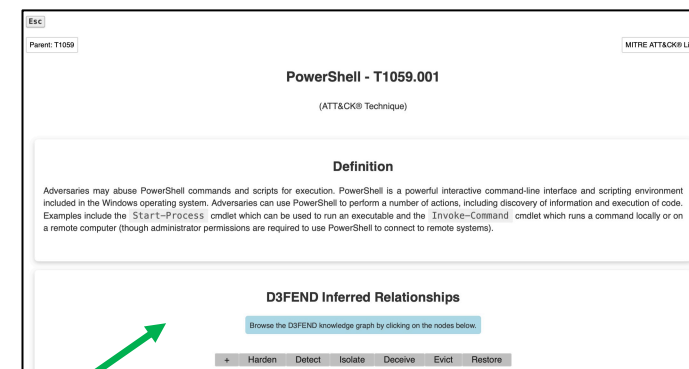 Esc
Parent: T1059
MITRE ATT&CK®
PowerShell - T1059.001
(ATT&CK® Technique)
Definition
Adversaries may abuse PowerShell commands and scripts for execution. PowerShell is a powerful interactive command-line interface and scripting environment
included in the Windows operating system. Adversaries can use PowerShell to perform a number of actions, including discovery of information and execution of code.
Examples include the Start-Process cmdlet which can be used to run an executable and the Invoke-Command cmdlet which runs a command locally or on
a remote computer (though administrator permissions are required to use PowerShell to connect to remote systems).
D3FEND Inferred Relationships
Browse the D3FEND knowledge graph by clicking on the nodes below.
+ Harden Detect Isolate Deceive Evict Restore